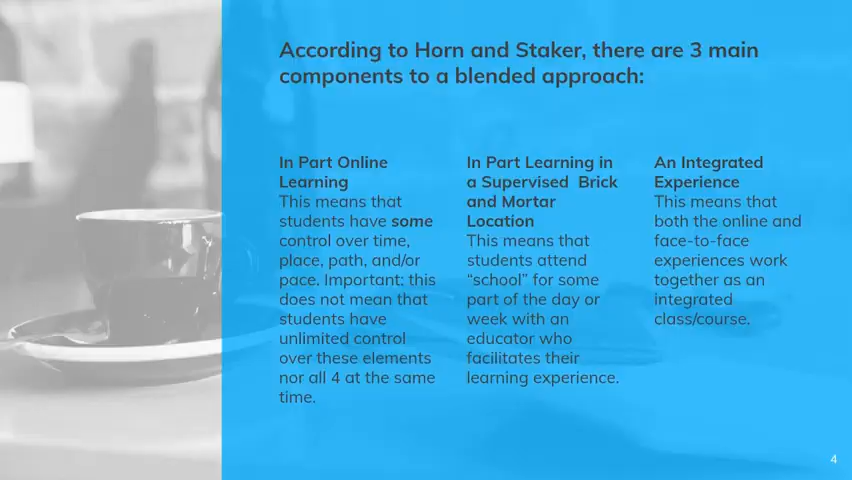 According to Horn and Staker, there are 3 main
components to a blended approach:
In Part Online
Learning
This means that
students have some
control over time,
place, path, and/or
pace. Important: this
does not mean that
students have
unlimited control
over these elements
nor all 4 at the same
time.
In Part Learning in
a Supervised  Brick
and Mortar
Location
This means that
students attend
“school” for some
part of the day or
week with an
educator who
facilitates their
learning experience.
An Integrated
Experience
This means that
both the online and
face-to-face
experiences work
together as an
integrated
class/course.
4